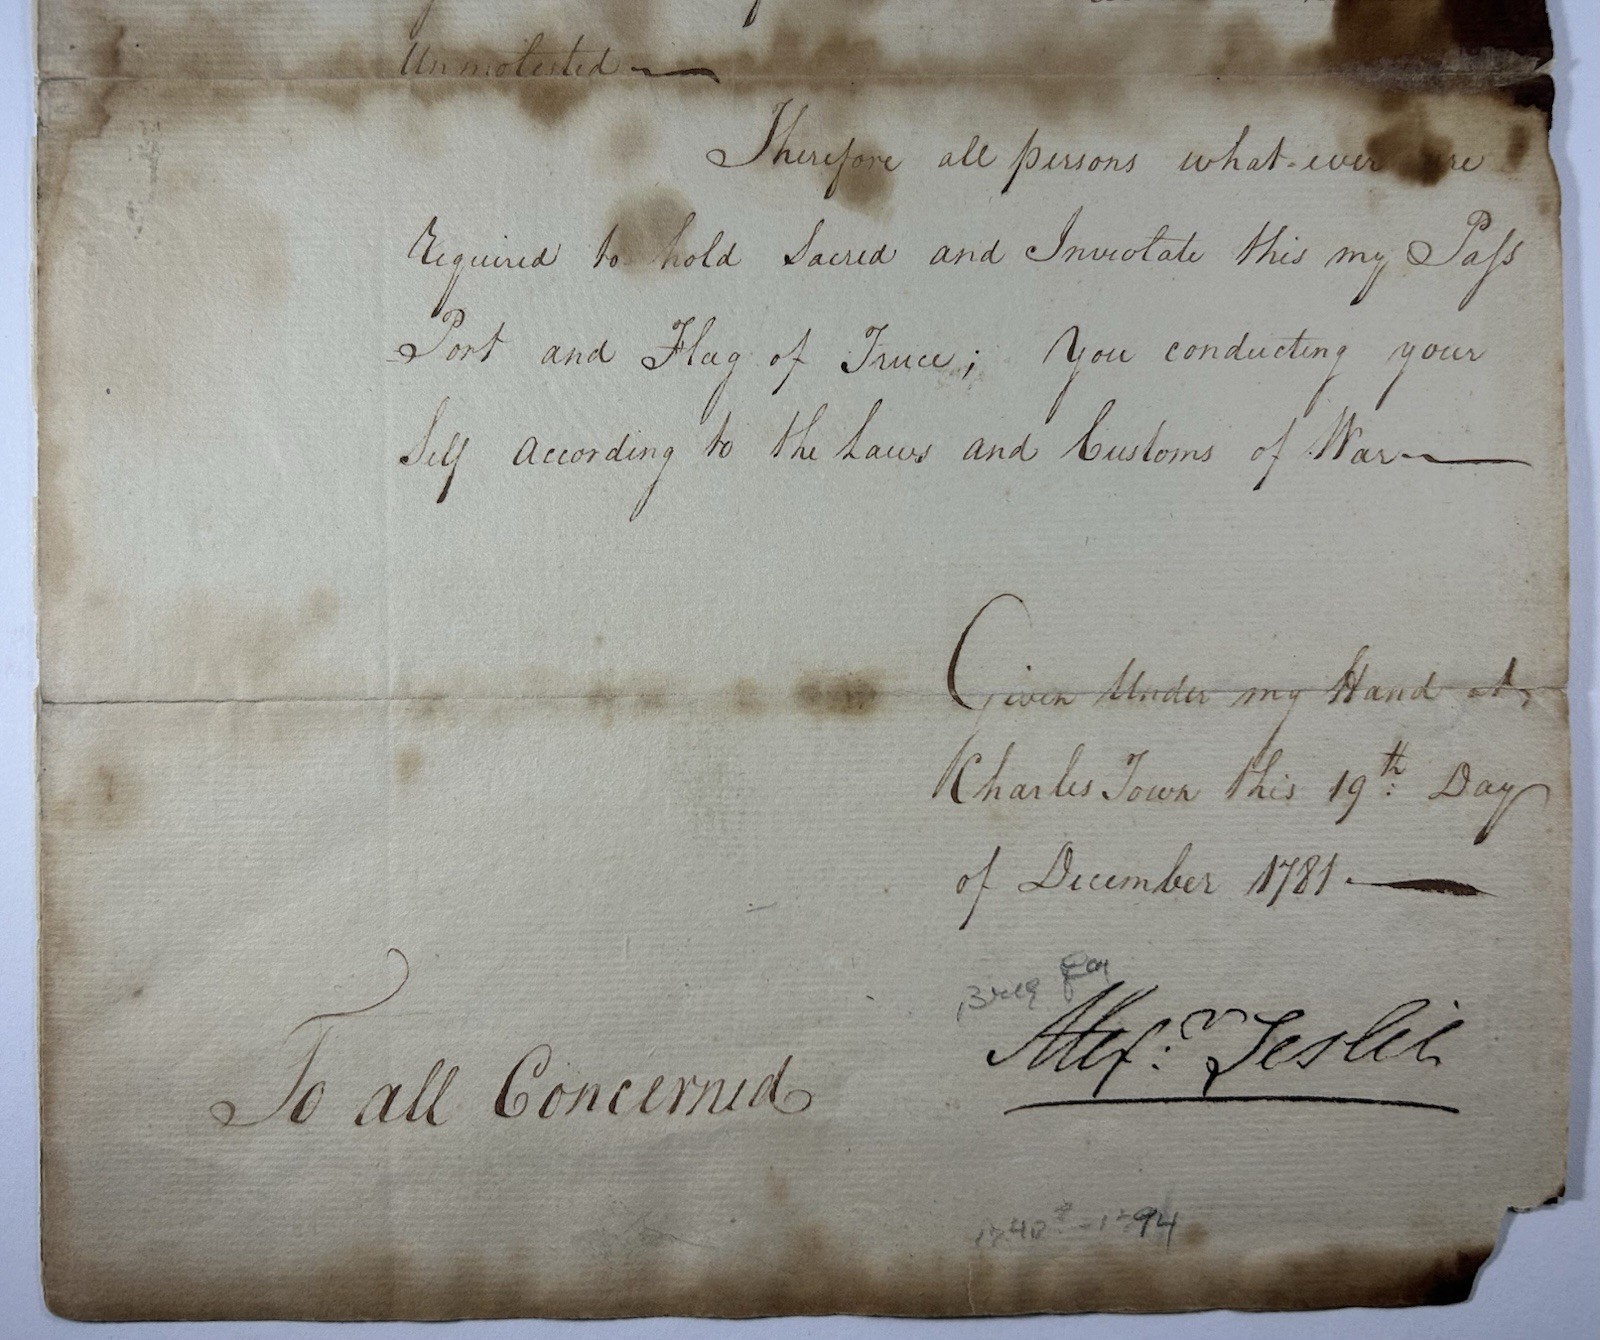 Unmolested
Therefore all persons what-ever are
required to hold Sacred and Inviolate this my Pass
Port and Flag of Truce; You conducting your
Self According to the Laws and Customs of War
Given Under my Hand at
Charles Town this 19th: Day
of December 1781
Brig Gen
Alexr: Leslie
To all Concerned
1740-1794